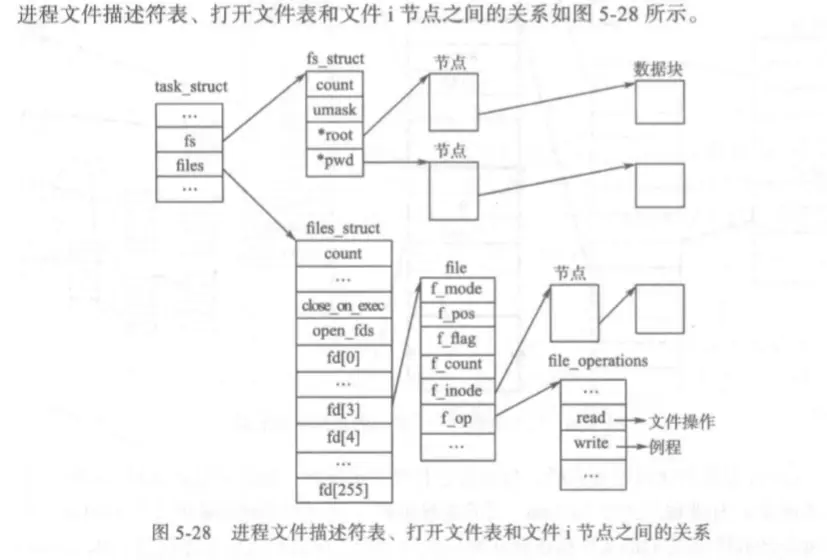 进程文件描述符表、打开文件表和文件 i 节点之间的关系如图 5-28 所示。
fs_struct
节点
数据块
task_struct
count
...
umask
fs
*root
files
*pwd
节点
...
files_struct
count
...
close_on_exec
open_fds
fd[0]
...
fd[3]
fd[4]
...
fd[255]
file
f_mode
f_pos
f_flag
f_count
f_inode
f_op
...
节点
file_operations
...
read
文件操作
write
例程
...
图 5-28 进程文件描述符表、打开文件表和文件 i 节点之间的关系